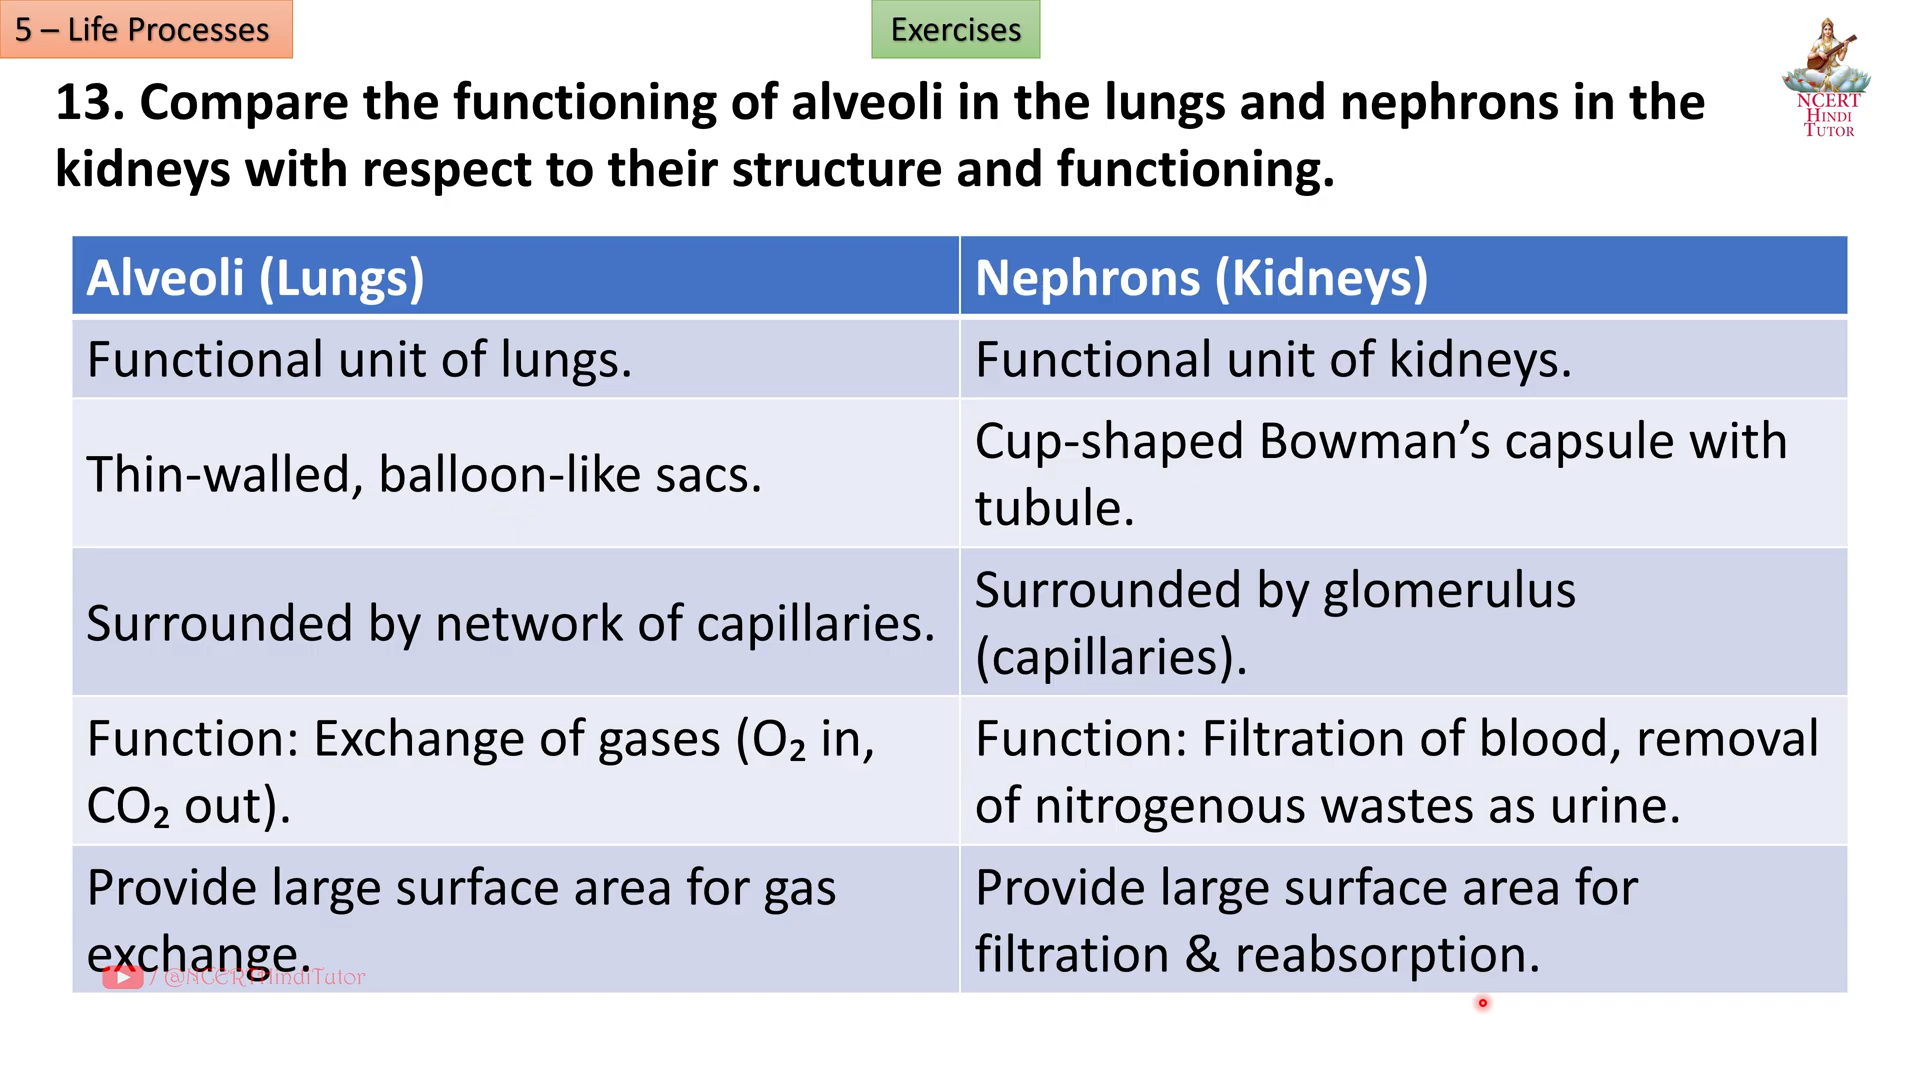 5 – Life Processes
Exercises
NCERT
HINDI
TUTOR
13. Compare the functioning of alveoli in the lungs and nephrons in the
kidneys with respect to their structure and functioning.
Alveoli (Lungs)
Nephrons (Kidneys)
Functional unit of lungs.
Functional unit of kidneys.
Thin-walled, balloon-like sacs.
Cup-shaped Bowman’s capsule with
tubule.
Surrounded by network of capillaries.
Surrounded by glomerulus
(capillaries).
Function: Exchange of gases (O₂ in,
CO₂ out).
Function: Filtration of blood, removal
of nitrogenous wastes as urine.
Provide large surface area for gas
exchange.
Provide large surface area for
filtration & reabsorption.
/ @NCERTHindiTutor